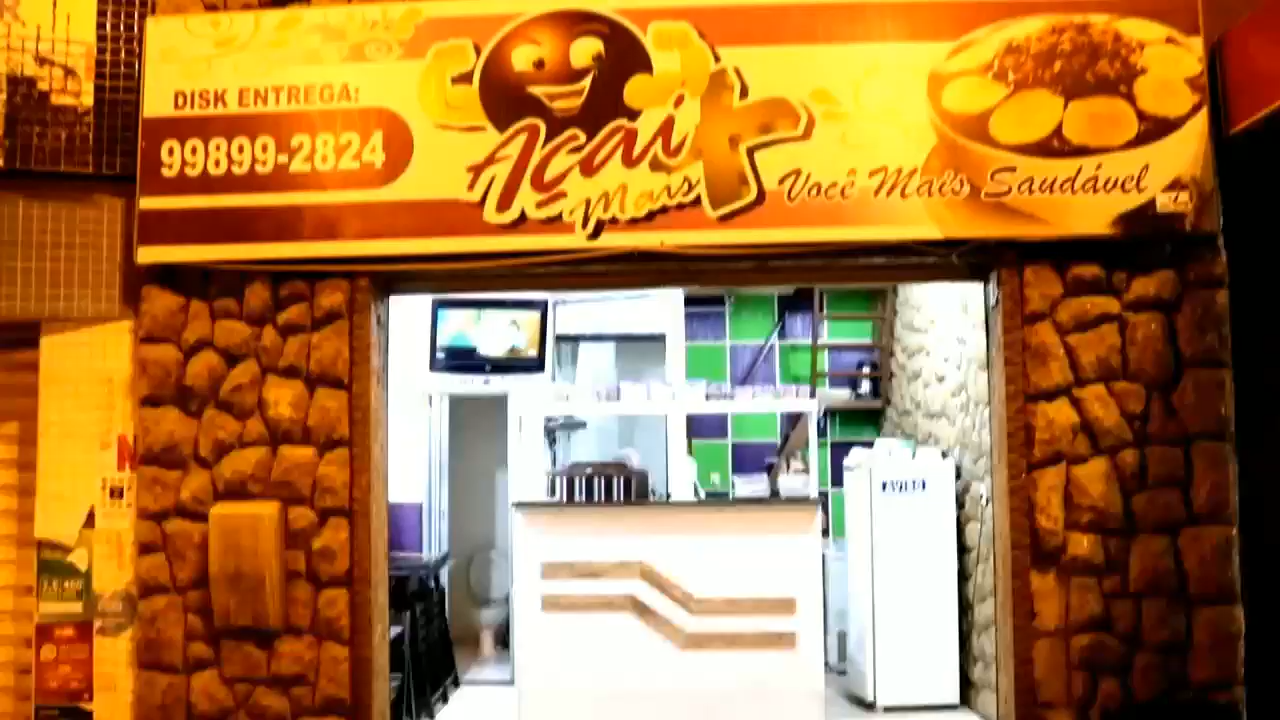 DISK ENTREGA:
99899-2824
Açaí
Mais
Você Mais Saudável